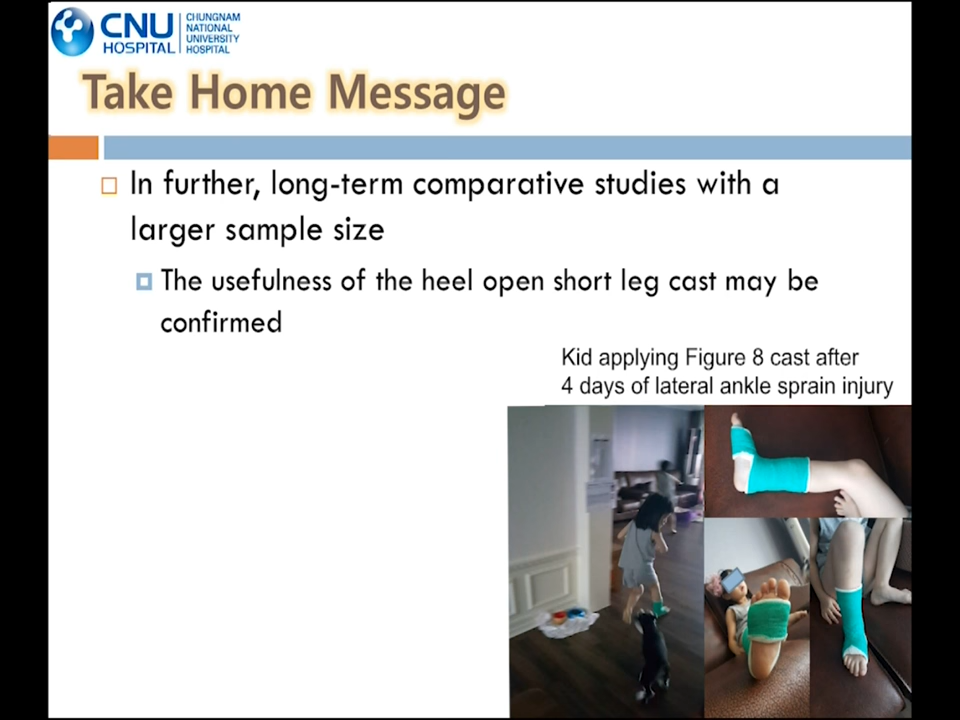 CNU
HOSPITAL
CHUNGNAM
NATIONAL
UNIVERSITY
HOSPITAL
Take Home Message
In further, long-term comparative studies with a
larger sample size
The usefulness of the heel open short leg cast may be
confirmed
Kid applying Figure 8 cast after
4 days of lateral ankle sprain injury